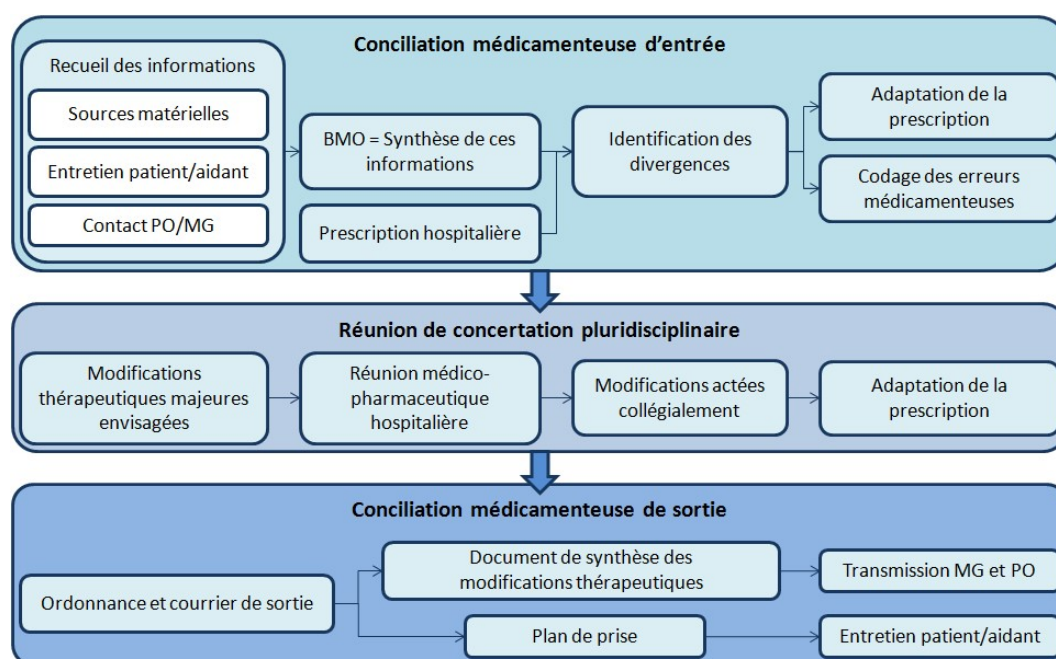 Conciliation médicamenteuse d'entrée
Recueil des informations
Sources matérielles
Entretien patient/aidant
Contact PO/MG
BMO = Synthèse de ces
informations
Prescription hospitalière
Identification des
divergences
Adaptation de la
prescription
Codage des erreurs
médicamenteuses
Réunion de concertation pluridisciplinaire
Modifications
thérapeutiques majeures
envisagées
Réunion médico-
pharmaceutique
hospitalière
Modifications actées
collégialement
Adaptation de la
prescription
Conciliation médicamenteuse de sortie
Ordonnance et courrier de sortie
Document de synthèse des
modifications thérapeutiques
Transmission MG et PO
Plan de prise
Entretien patient/aidant